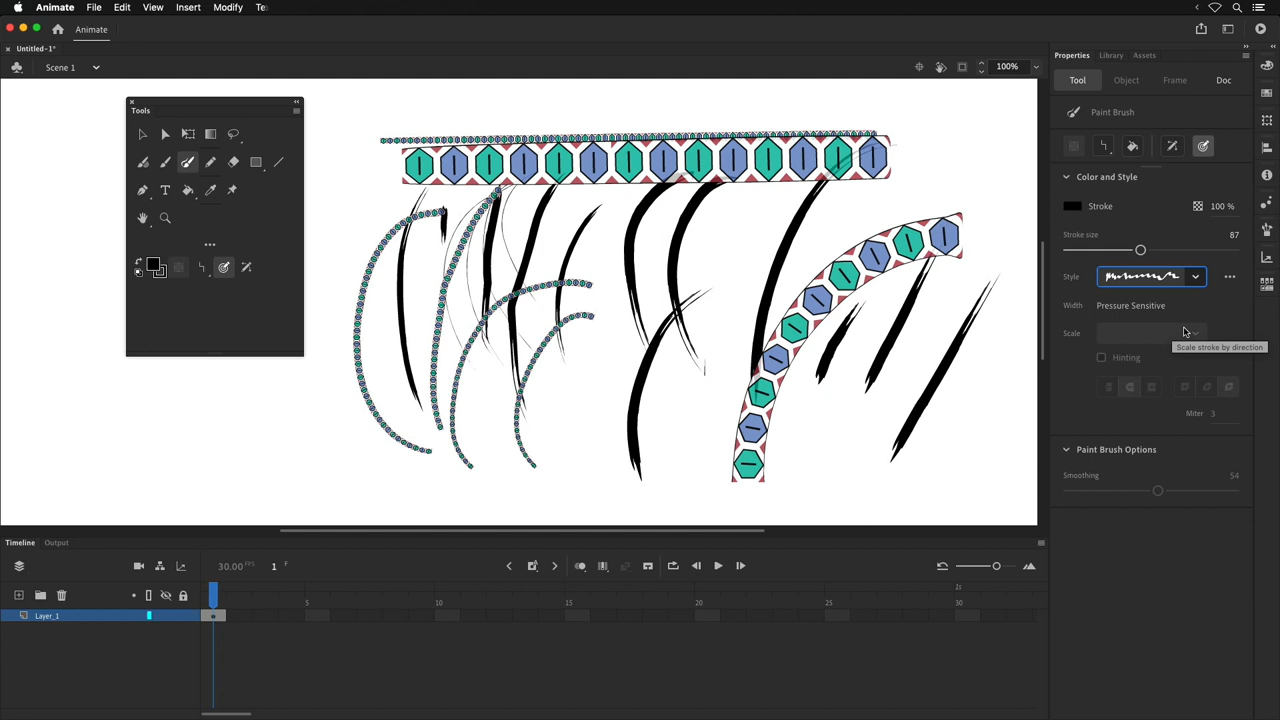 Animate File Edit View Insert Modify Te
Animate
Untitled-1*
Scene 1
100%
Tools
Properties Library Assets
Tool Object Frame Doc
Paint Brush
Color and Style
Stroke 100 %
Stroke size 87
Style
Width Pressure Sensitive
Scale
Scale stroke by direction
Hinting
Miter 3
Paint Brush Options
Smoothing 54
Timeline Output
30.00 FPS 1 F
1s
5 10 15 20 25 30
Layer_1